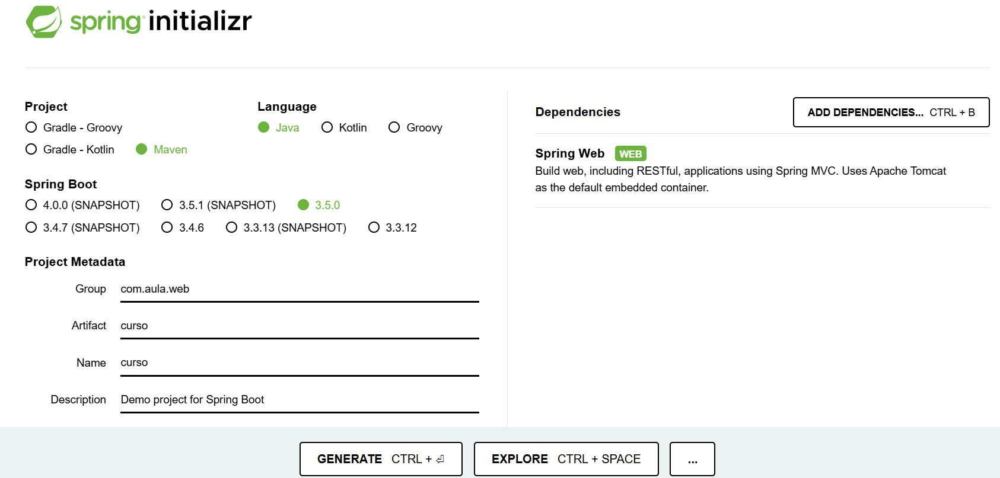 spring initializr
Project
Gradle - Groovy
Gradle - Kotlin Maven
Language
Java Kotlin Groovy
Spring Boot
4.0.0 (SNAPSHOT) 3.5.1 (SNAPSHOT) 3.5.0
3.4.7 (SNAPSHOT) 3.4.6 3.3.13 (SNAPSHOT) 3.3.12
Project Metadata
Group com.aula.web
Artifact curso
Name curso
Description Demo project for Spring Boot
Dependencies
ADD DEPENDENCIES... CTRL + B
Spring Web WEB
Build web, including RESTful, applications using Spring MVC. Uses Apache Tomcat
as the default embedded container.
GENERATE CTRL + ⏎
EXPLORE CTRL + SPACE
...